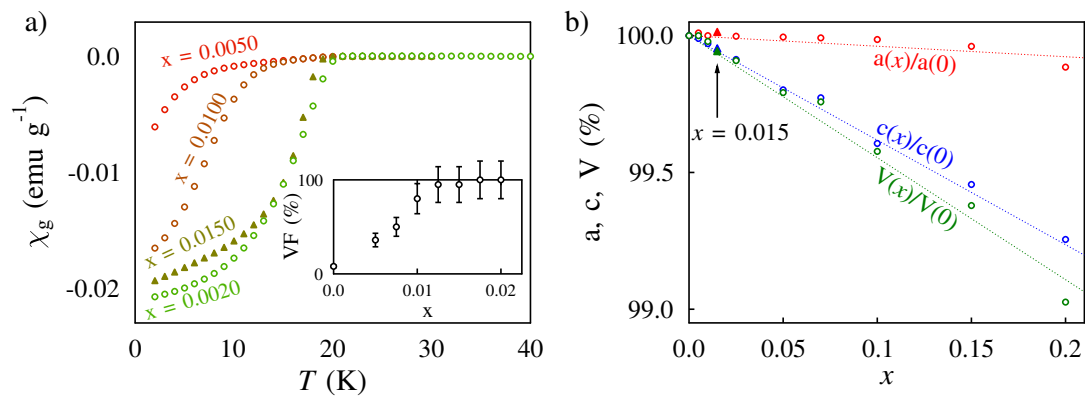 a)
x = 0.0050
x = 0.0100
x = 0.0150
x = 0.0020
0.0
-0.01
-0.02
χg (emu g-1)
0
10
20
30
40
T (K)
100
0
VF (%)
0.0
0.01
0.02
x
b)
100.0
99.5
99.0
a, c, V (%)
a(x)/a(0)
x = 0.015
c(x)/c(0)
V(x)/V(0)
0.0
0.05
0.1
0.15
0.2
x